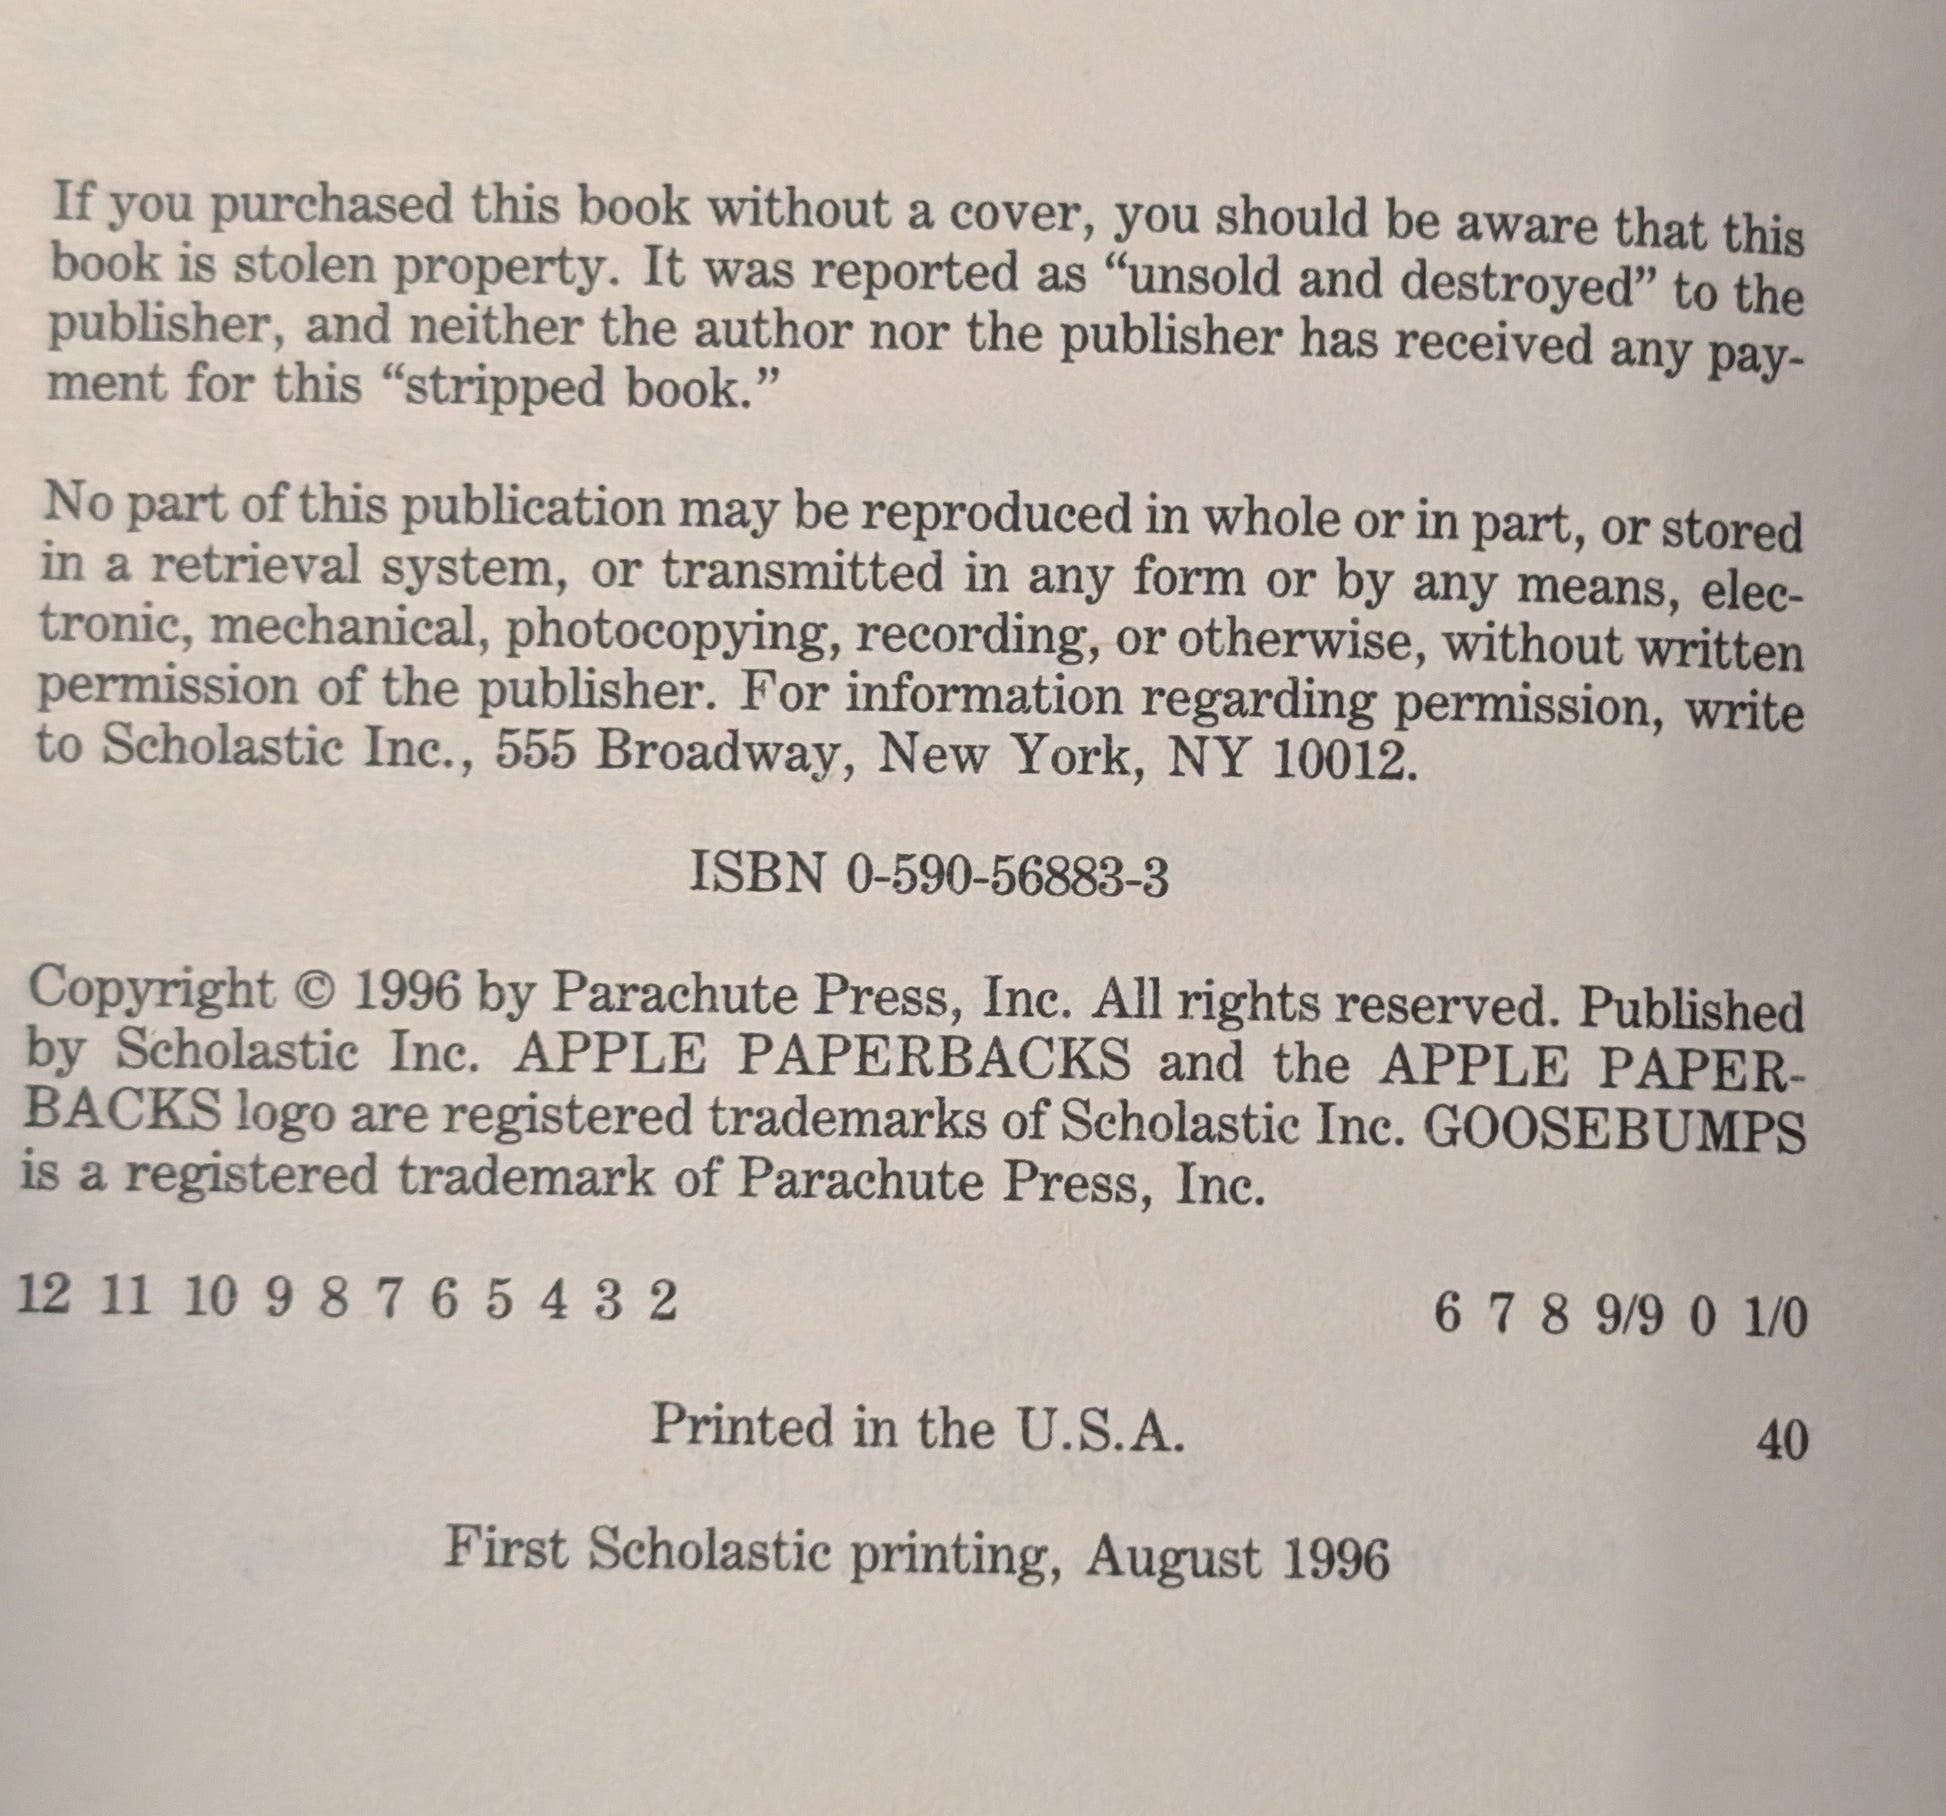 If you purchased this book without a cover, you should be aware that this
book is stolen property. It was reported as “unsold and destroyed” to the
publisher, and neither the author nor the publisher has received any pay-
ment for this “stripped book.”
No part of this publication may be reproduced in whole or in part, or stored
in a retrieval system, or transmitted in any form or by any means, elec-
tronic, mechanical, photocopying, recording, or otherwise, without written
permission of the publisher. For information regarding permission, write
to Scholastic Inc., 555 Broadway, New York, NY 10012.
ISBN 0-590-56883-3
Copyright © 1996 by Parachute Press, Inc. All rights reserved. Published
by Scholastic Inc. APPLE PAPERBACKS and the APPLE PAPER-
BACKS logo are registered trademarks of Scholastic Inc. GOOSEBUMPS
is a registered trademark of Parachute Press, Inc.
12 11 10 9 8 7 6 5 4 3 2 6 7 8 9/9 0 1/0
Printed in the U.S.A. 40
First Scholastic printing, August 1996